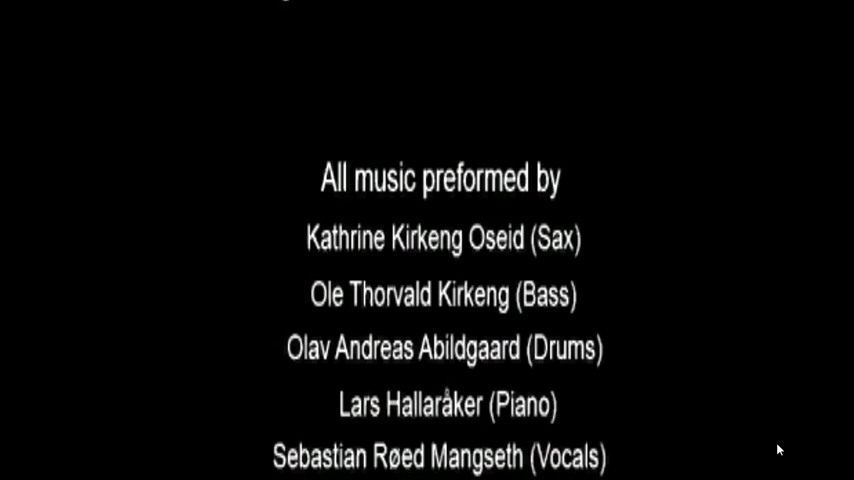 All music preformed by
Kathrine Kirkeng Oseid (Sax)
Ole Thorvald Kirkeng (Bass)
Olav Andreas Abildgaard (Drums)
Lars Hallaråker (Piano)
Sebastian Røed Mangseth (Vocals)